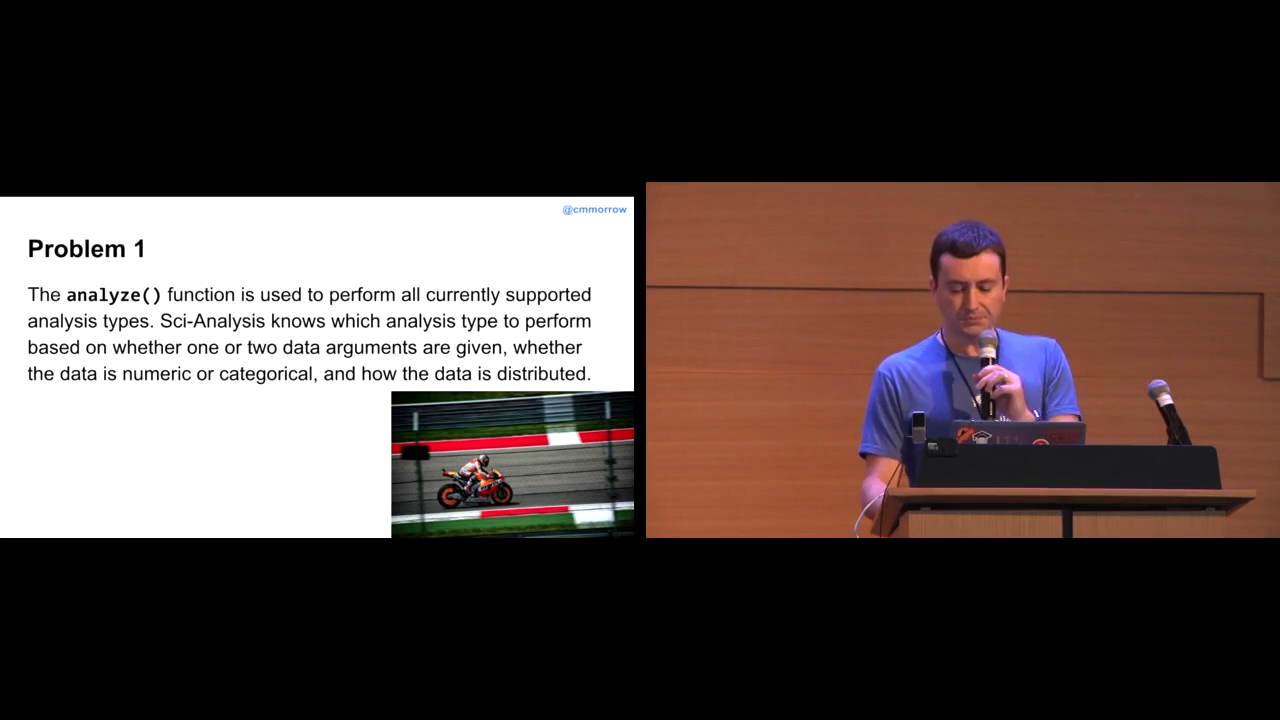 @cmmorrow
Problem 1
The analyze() function is used to perform all currently supported
analysis types. Sci-Analysis knows which analysis type to perform
based on whether one or two data arguments are given, whether
the data is numeric or categorical, and how the data is distributed.